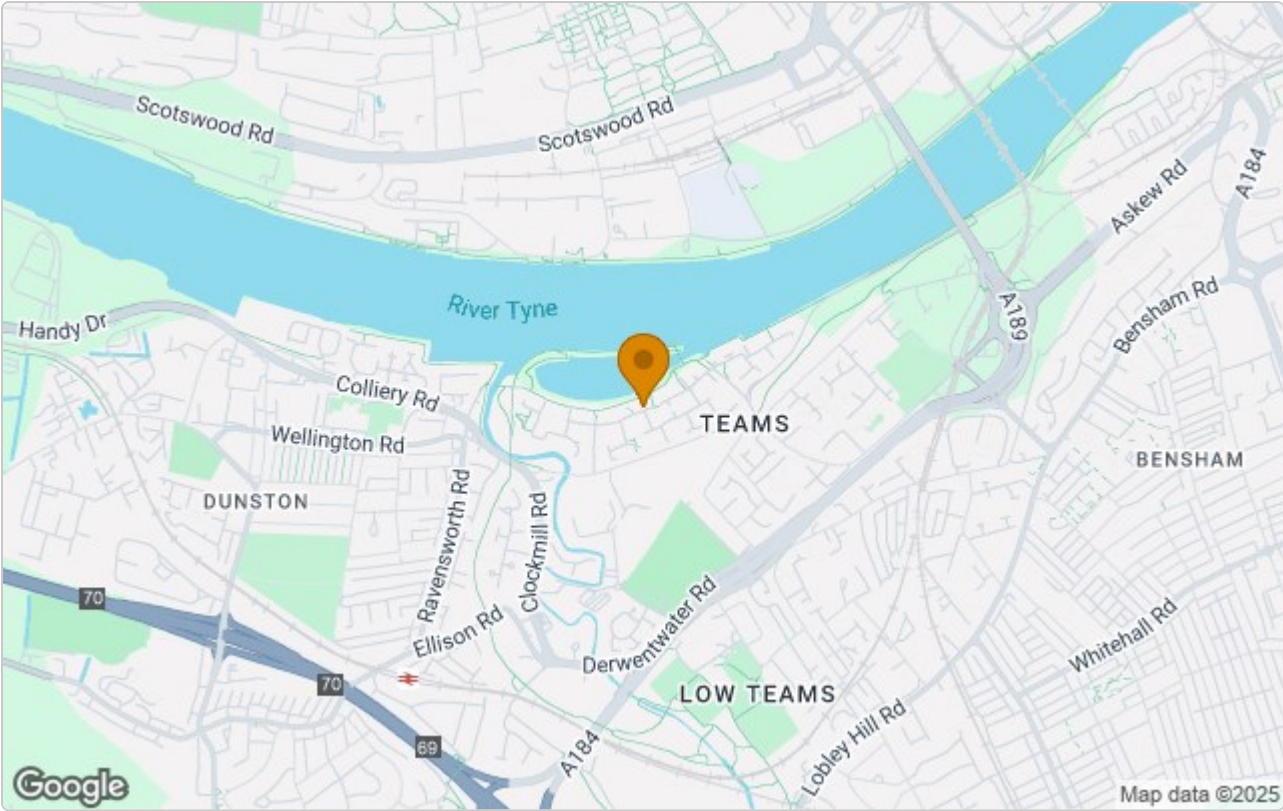 Scotswood Rd
Scotswood Rd
A184
Askew Rd
River Tyne
Bensham Rd
A189
Handy Dr
Colliery Rd
TEAMS
Wellington Rd
BENSHAM
DUNSTON
Ravensworth Rd
Clockmill Rd
70
Ellison Rd
Derwentwater Rd
Whitehall Rd
70
LOW TEAMS
69
A184
Lobley Hill Rd
Google
Map data ©2025